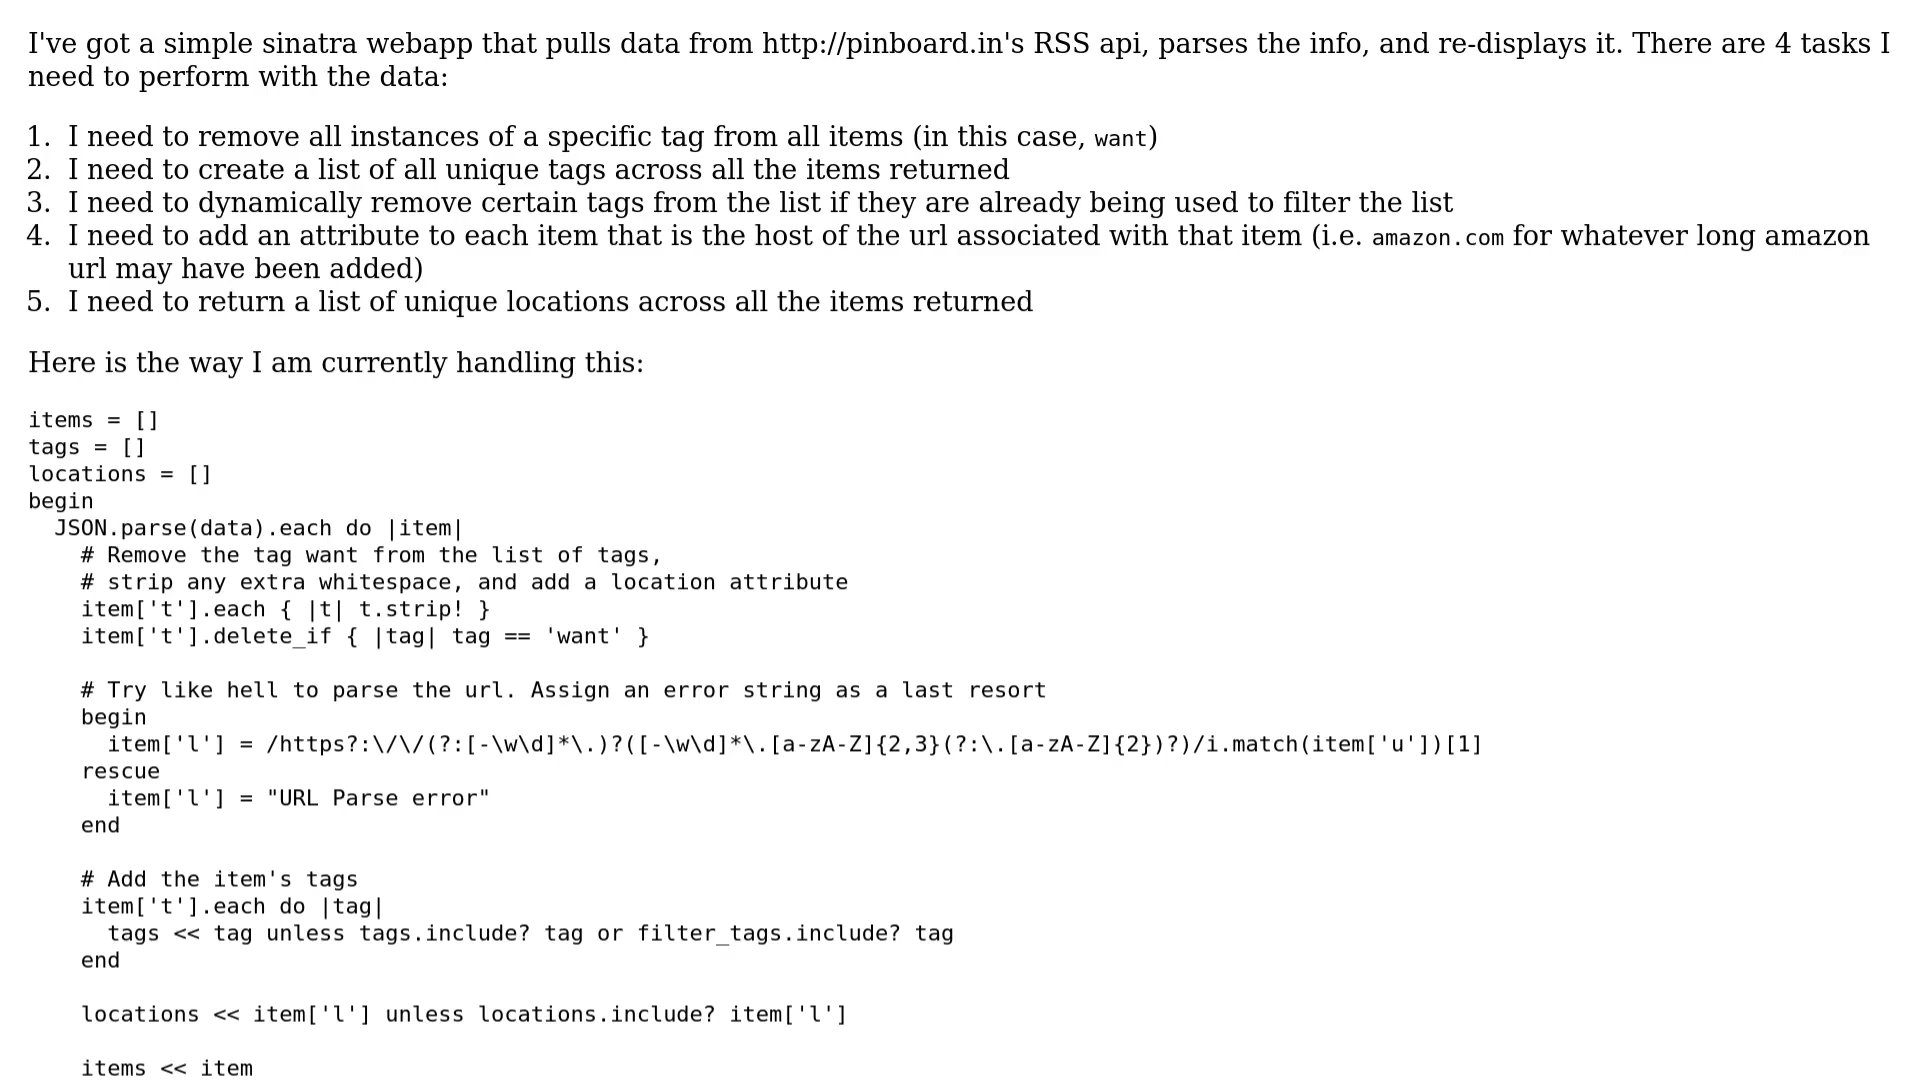 I've got a simple sinatra webapp that pulls data from http://pinboard.in's RSS api, parses the info, and re-displays it. There are 4 tasks I
need to perform with the data:
1. I need to remove all instances of a specific tag from all items (in this case, want)
2. I need to create a list of all unique tags across all the items returned
3. I need to dynamically remove certain tags from the list if they are already being used to filter the list
4. I need to add an attribute to each item that is the host of the url associated with that item (i.e. amazon.com for whatever long amazon
url may have been added)
5. I need to return a list of unique locations across all the items returned
Here is the way I am currently handling this:
items = []
tags = []
locations = []
begin
  JSON.parse(data).each do |item|
    # Remove the tag want from the list of tags,
    # strip any extra whitespace, and add a location attribute
    item['t'].each { |t| t.strip! }
    item['t'].delete_if { |tag| tag == 'want' }
    # Try like hell to parse the url. Assign an error string as a last resort
    begin
      item['l'] = /https?:\/\/(?:[-\w\d]*\.)?([-\w\d]*\.[a-zA-Z]{2,3}(?:\.[a-zA-Z]{2})?)/i.match(item['u'])[1]
    rescue
      item['l'] = "URL Parse error"
    end
    # Add the item's tags
    item['t'].each do |tag|
      tags << tag unless tags.include? tag or filter_tags.include? tag
    end
    locations << item['l'] unless locations.include? item['l']
    items << item